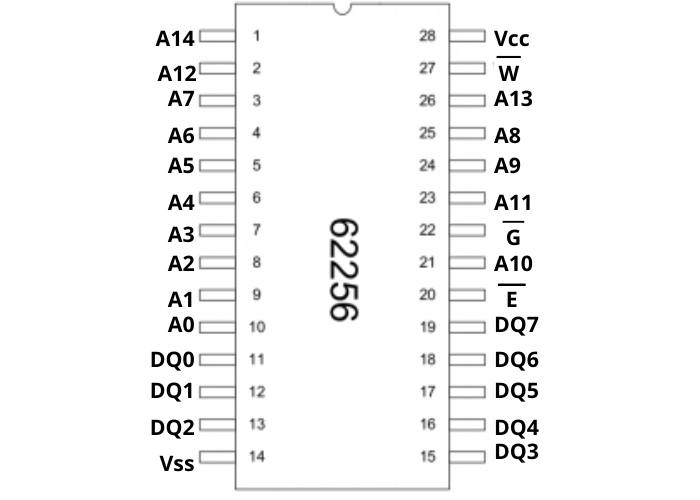 A14 1 28 Vcc
A12 2 27 W̅
A7 3 26 A13
A6 4 25 A8
A5 5 24 A9
A4 6 23 A11
A3 7 22 G̅
A2 8 21 A10
A1 9 20 E̅
A0 10 19 DQ7
DQ0 11 18 DQ6
DQ1 12 17 DQ5
DQ2 13 16 DQ4
Vss 14 15 DQ3
62256